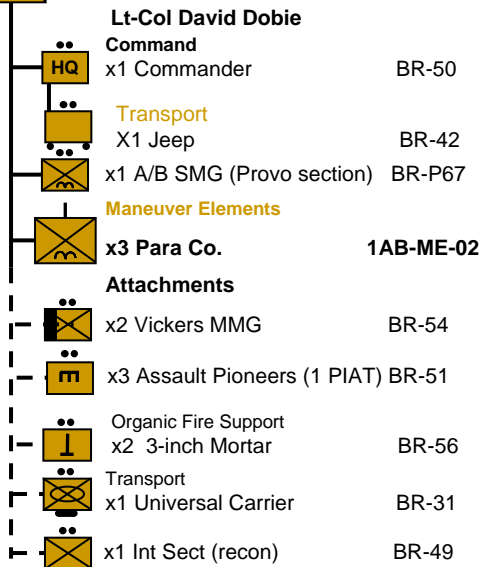 Lt-Col David Dobie
Command
HQ x1 Commander BR-50
Transport
X1 Jeep BR-42
x1 A/B SMG (Provo section) BR-P67
Maneuver Elements
x3 Para Co. 1AB-ME-02
Attachments
x2 Vickers MMG BR-54
x3 Assault Pioneers (1 PIAT) BR-51
Organic Fire Support
x2 3-inch Mortar BR-56
Transport
x1 Universal Carrier BR-31
x1 Int Sect (recon) BR-49